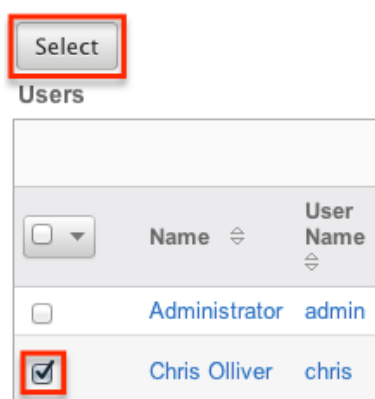 Select
Users
Name User Name
Administrator admin
Chris Olliver chris